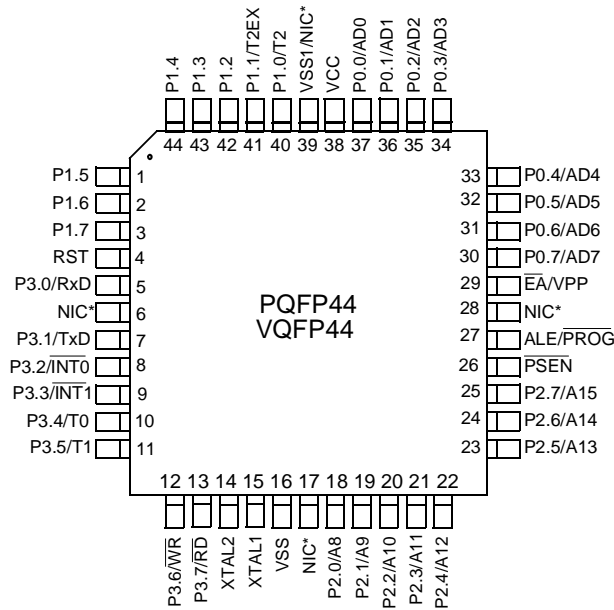 P1.4
P1.3
P1.2
P1.1/T2EX
P1.0/T2
VSS1/NIC*
VCC
P0.0/AD0
P0.1/AD1
P0.2/AD2
P0.3/AD3
44 43 42 41 40 39 38 37 36 35 34
P1.5 1
P1.6 2
P1.7 3
RST 4
P3.0/RxD 5
NIC* 6
P3.1/TxD 7
P3.2/I̅N̅T̅0̅ 8
P3.3/I̅N̅T̅1̅ 9
P3.4/T0 10
P3.5/T1 11
PQFP44
VQFP44
33 P0.4/AD4
32 P0.5/AD5
31 P0.6/AD6
30 P0.7/AD7
29 E̅A̅/VPP
28 NIC*
27 ALE/P̅R̅O̅G̅
26 P̅S̅E̅N̅
25 P2.7/A15
24 P2.6/A14
23 P2.5/A13
12 13 14 15 16 17 18 19 20 21 22
P3.6/W̅R̅
P3.7/R̅D̅
XTAL2
XTAL1
VSS
NIC*
P2.0/A8
P2.1/A9
P2.2/A10
P2.3/A11
P2.4/A12